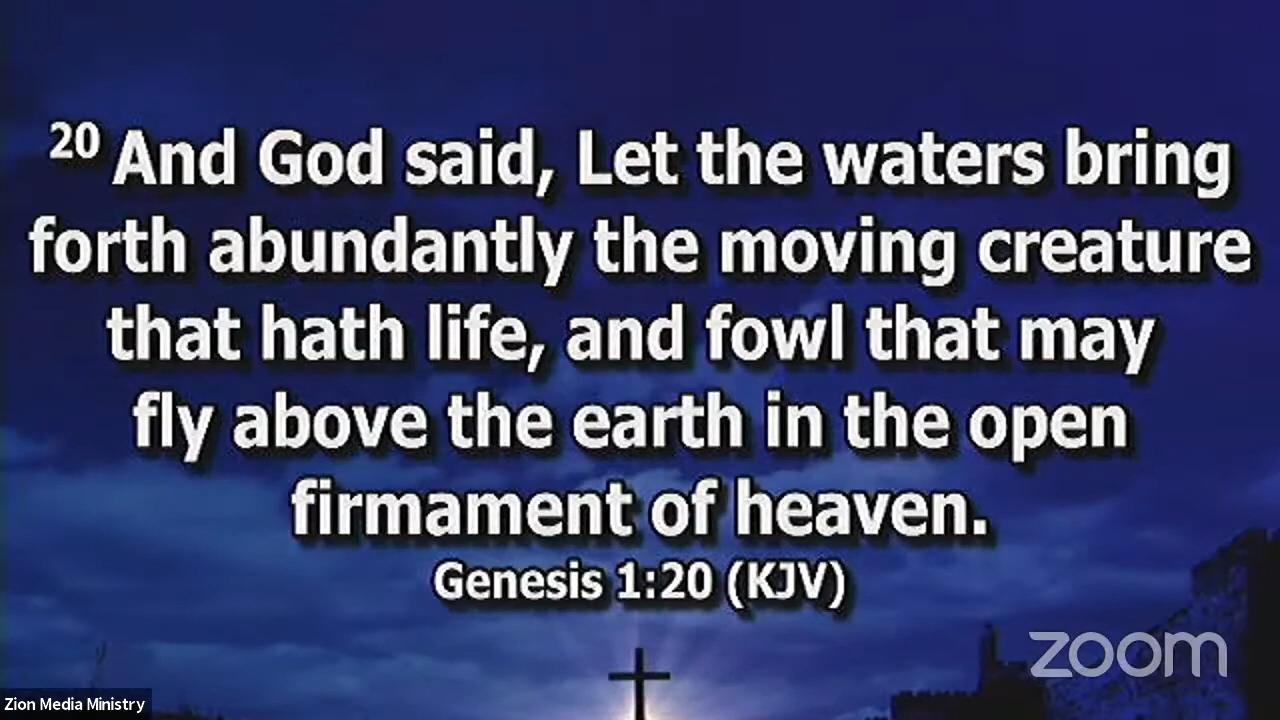 20 And God said, Let the waters bring
forth abundantly the moving creature
that hath life, and fowl that may
fly above the earth in the open
firmament of heaven.
Genesis 1:20 (KJV)
zoom
Zion Media Ministry